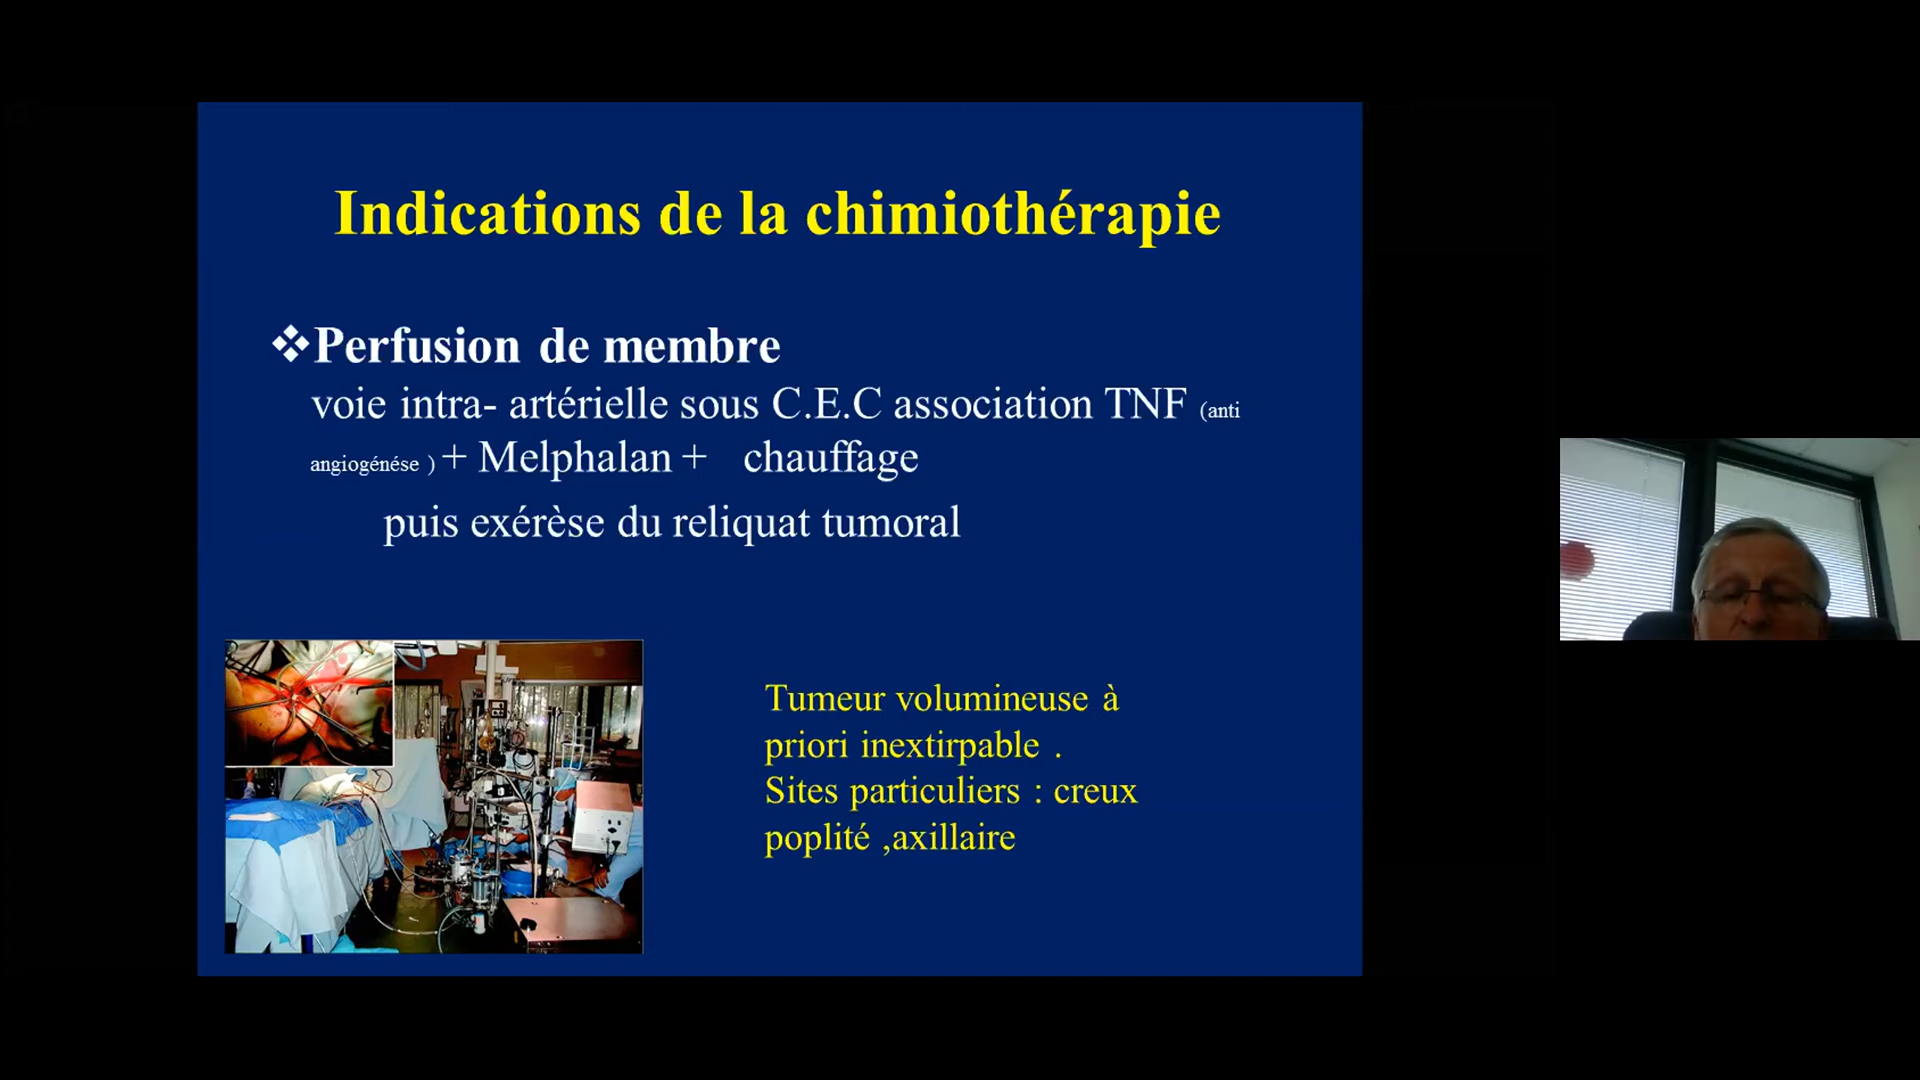 Indications de la chimiothérapie
❖Perfusion de membre
voie intra- artérielle sous C.E.C association TNF (anti
angiogénése ) + Melphalan + chauffage
puis exérèse du reliquat tumoral
Tumeur volumineuse à
priori inextirpable .
Sites particuliers : creux
poplité ,axillaire